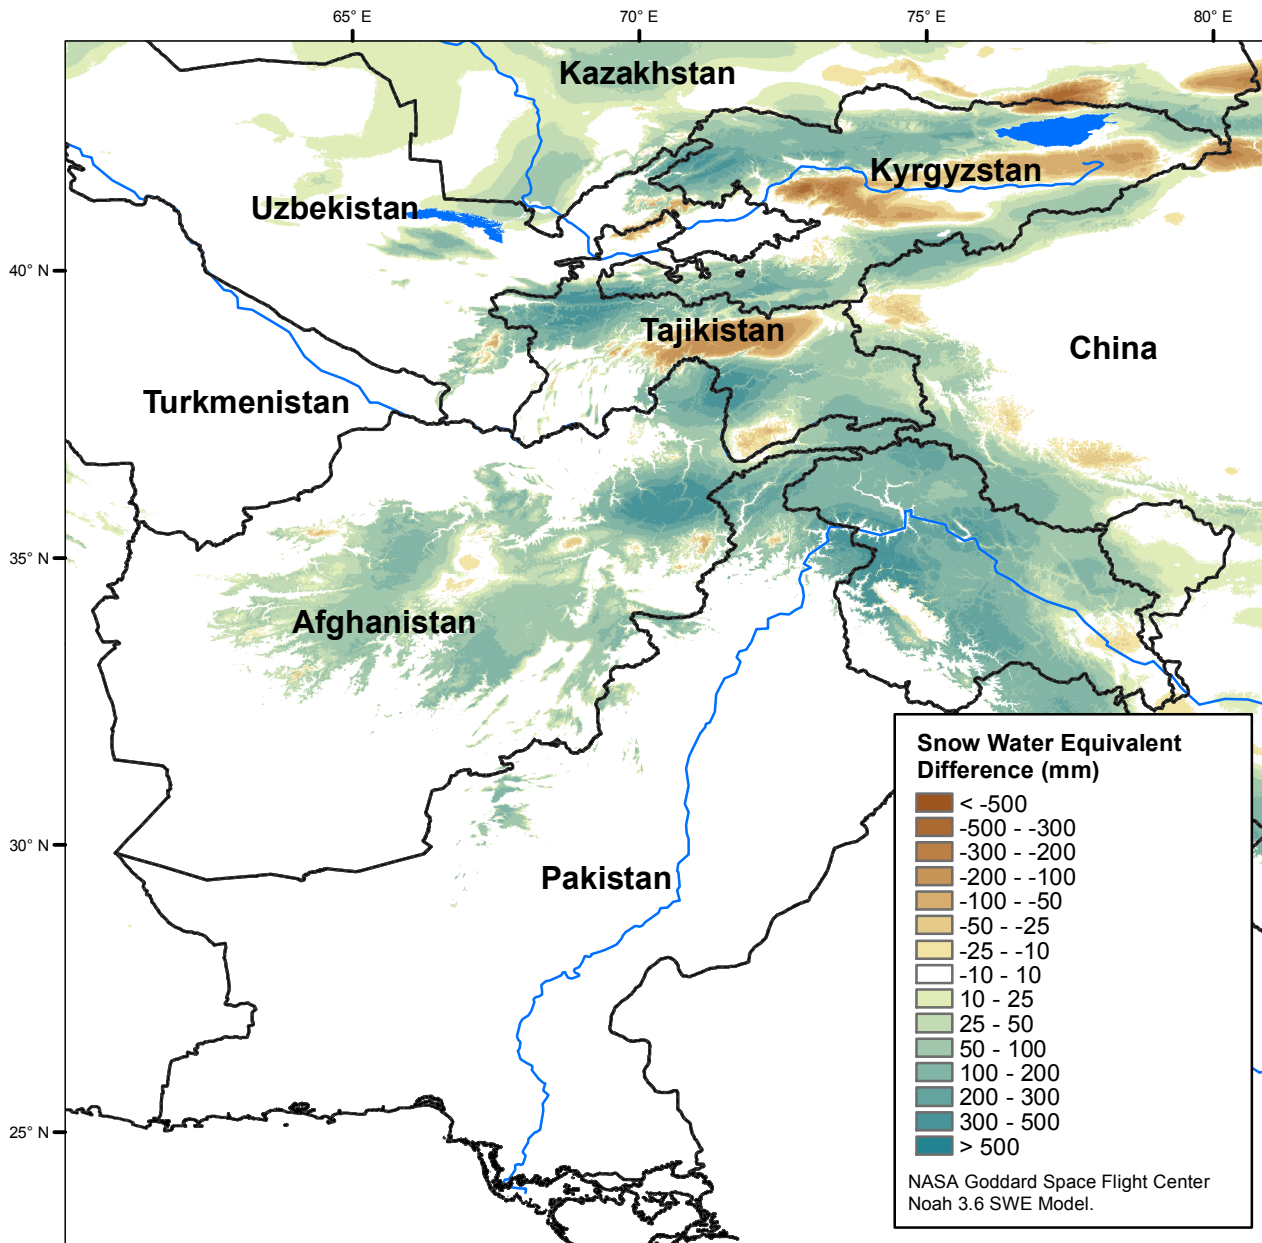 65° E
70° E
75° E
80° E
Kazakhstan
Kyrgyzstan
Uzbekistan
40° N
Tajikistan
China
Turkmenistan
35° N
Afghanistan
30° N
Pakistan
25° N
Snow Water Equivalent
Difference (mm)
< -500
-500 - -300
-300 - -200
-200 - -100
-100 - -50
-50 - -25
-25 - -10
-10 - 10
10 - 25
25 - 50
50 - 100
100 - 200
200 - 300
300 - 500
> 500
NASA Goddard Space Flight Center
Noah 3.6 SWE Model.